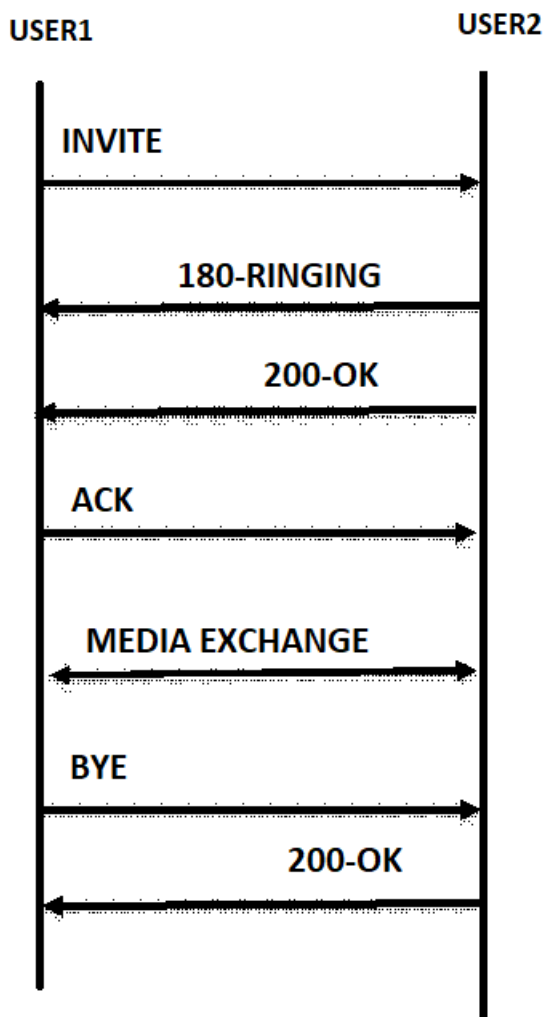 USER1
USER2
INVITE
180-RINGING
200-OK
ACK
MEDIA EXCHANGE
BYE
200-OK